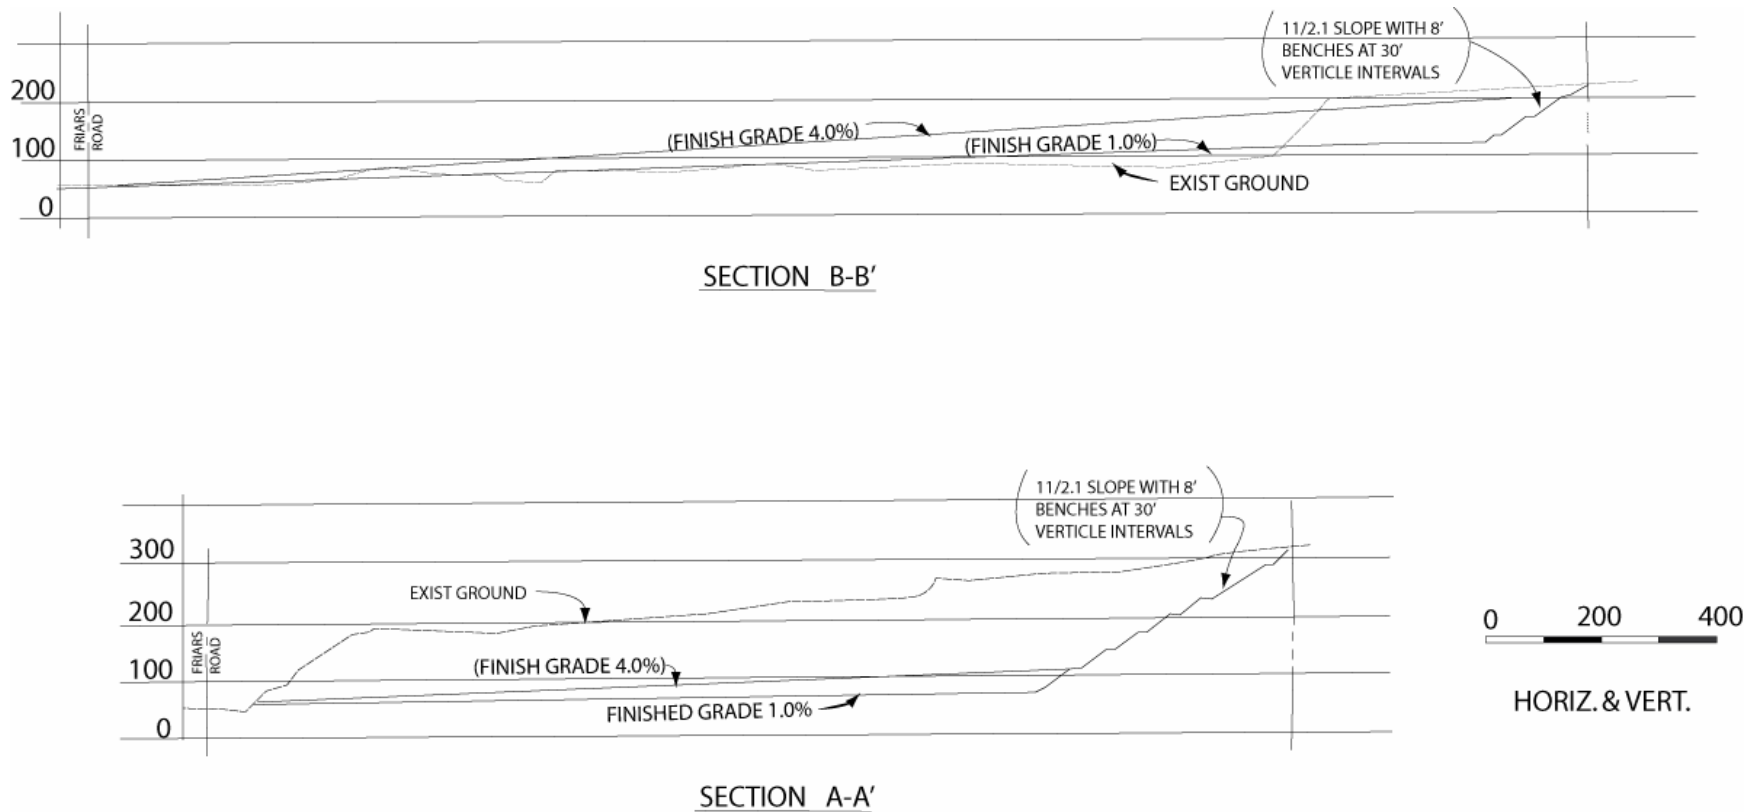 11/2.1 SLOPE WITH 8'
BENCHES AT 30'
VERTICLE INTERVALS
200
FRIARS
ROAD
(FINISH GRADE 4.0%)
(FINISH GRADE 1.0%)
100
EXIST GROUND
0
SECTION B-B'
11/2.1 SLOPE WITH 8'
BENCHES AT 30'
VERTICLE INTERVALS
300
EXIST GROUND
200
FRIARS
ROAD
(FINISH GRADE 4.0%)
100
FINISHED GRADE 1.0%
0
0 200 400
HORIZ. & VERT.
SECTION A-A'